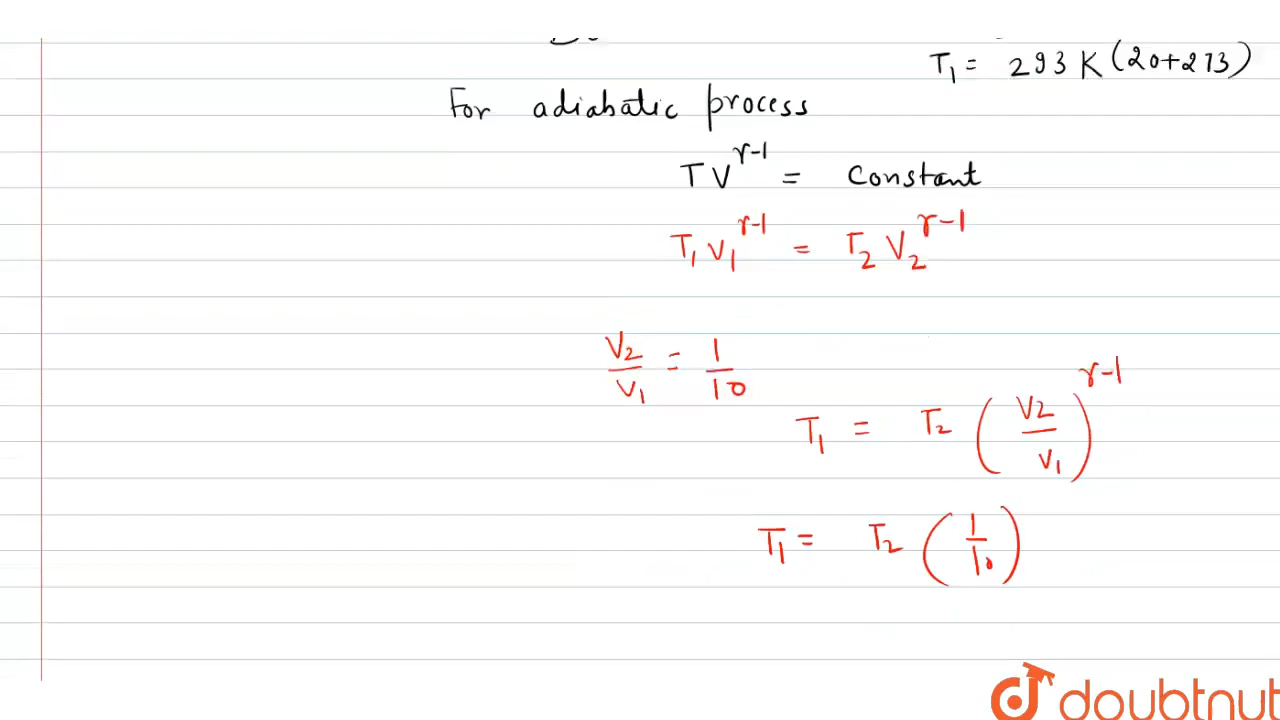 T₁ = 293 K (20+273)
For adiabatic process
TV^γ-1 = Constant
T₁V₁^γ-1 = T₂V₂^γ-1
V₂/V₁ = 1/10
T₁ = T₂ (V2/V₁)^γ-1
T₁ = T₂ (1/10)
doubtnut